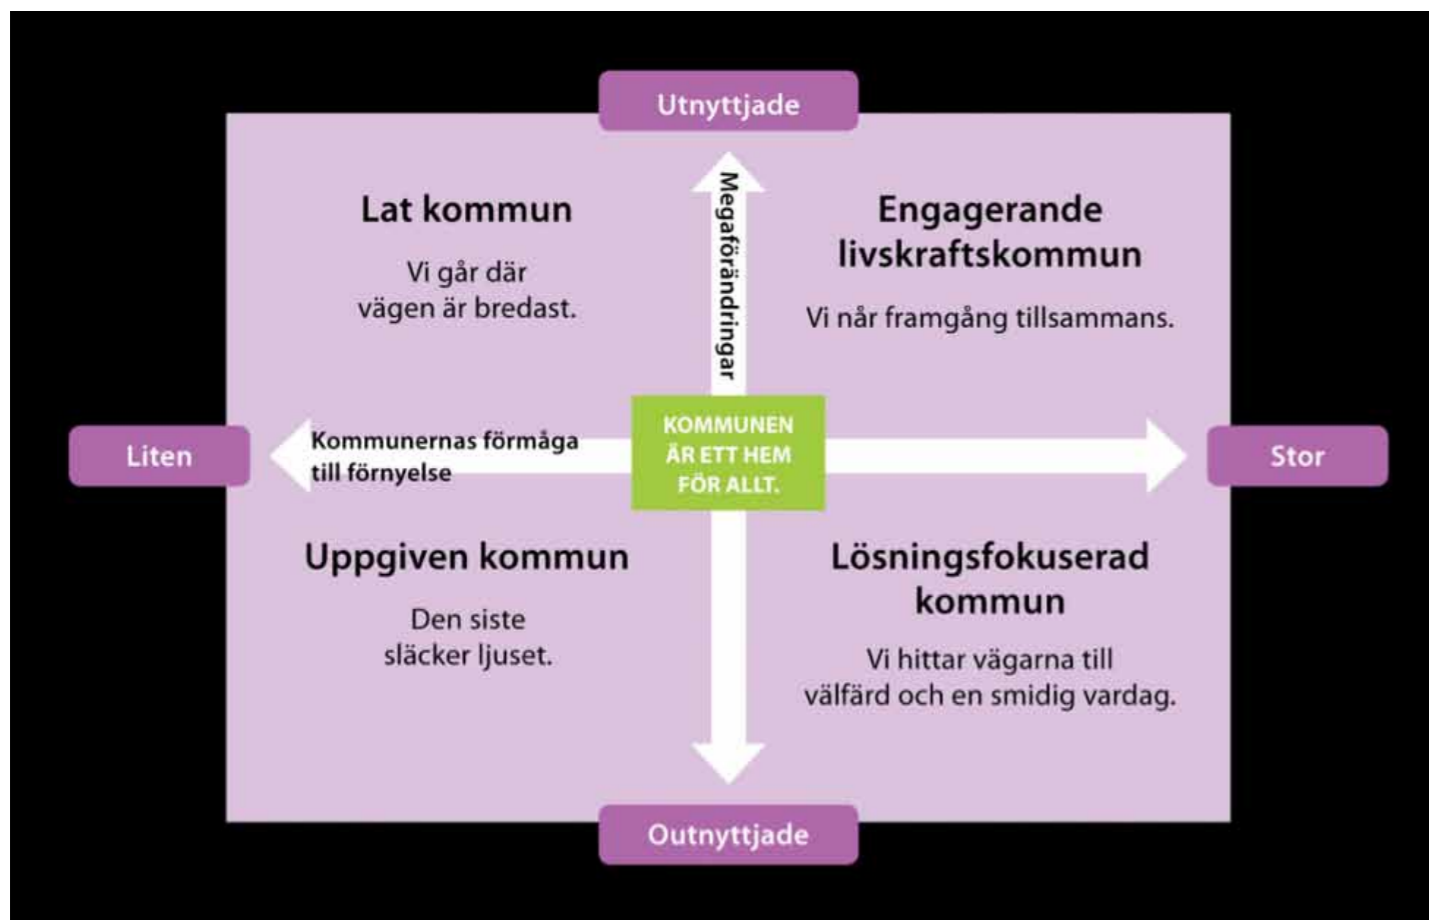 Utnyttjade
Lat kommun
Vi går där
vägen är bredast.
Megaförändringar
Engagerande
livskraftskommun
Vi når framgång tillsammans.
Liten
Kommunernas förmåga
till förnyelse
KOMMUNEN
ÄR ETT HEM
FÖR ALLT.
Stor
Uppgiven kommun
Den siste
släcker ljuset.
Lösningsfokuserad
kommun
Vi hittar vägarna till
välfärd och en smidig vardag.
Outnyttjade